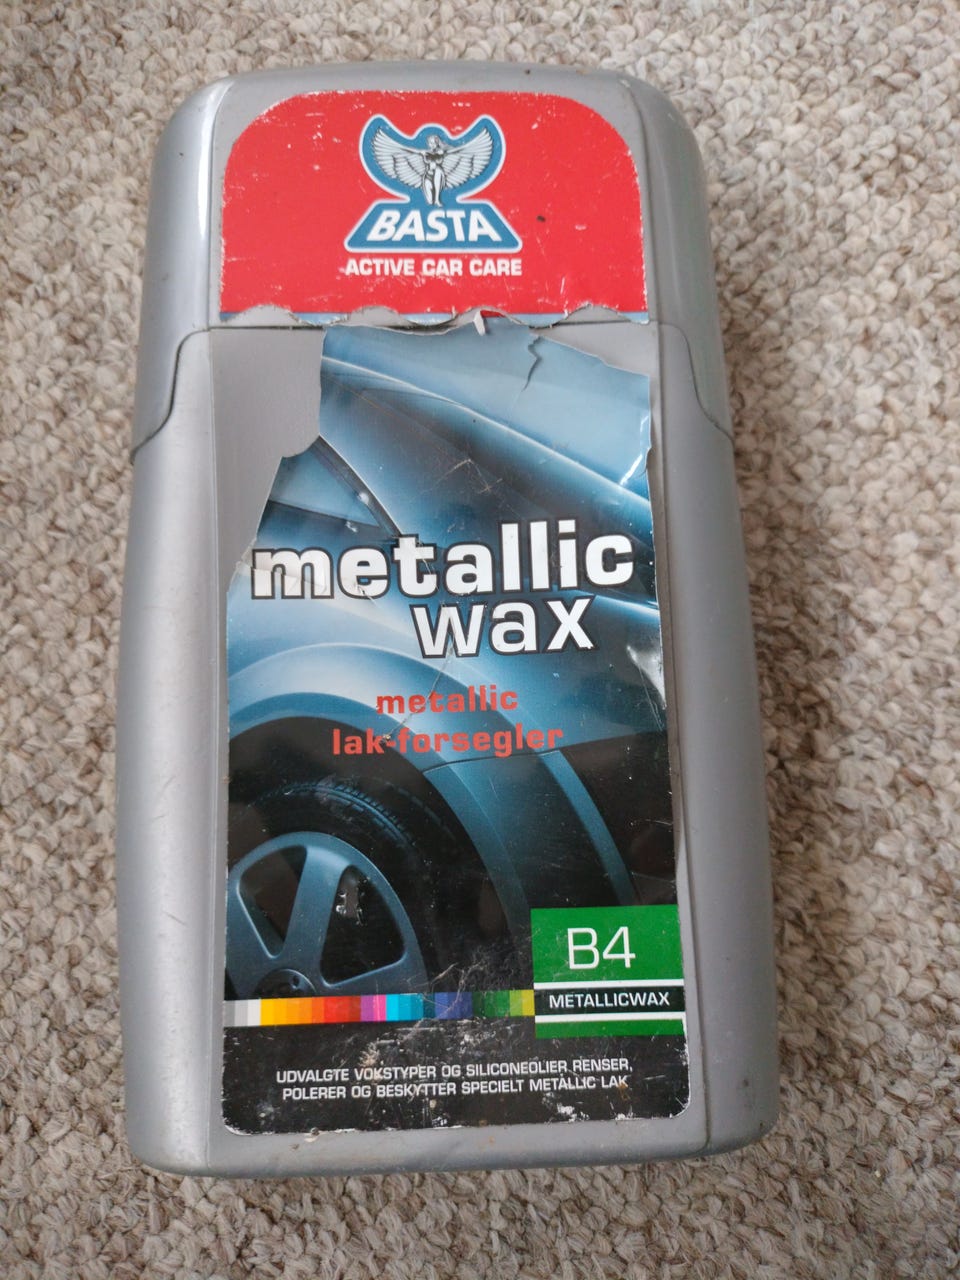 BASTA
ACTIVE CAR CARE
metallic
wax
metallic
lak-forsegler
B4
METALLICWAX
UDVALGTE VOKSTYPER OG SILICONEOLIER RENSER,
POLERER OG BESKYTTER SPECIELT METALLIC LAK